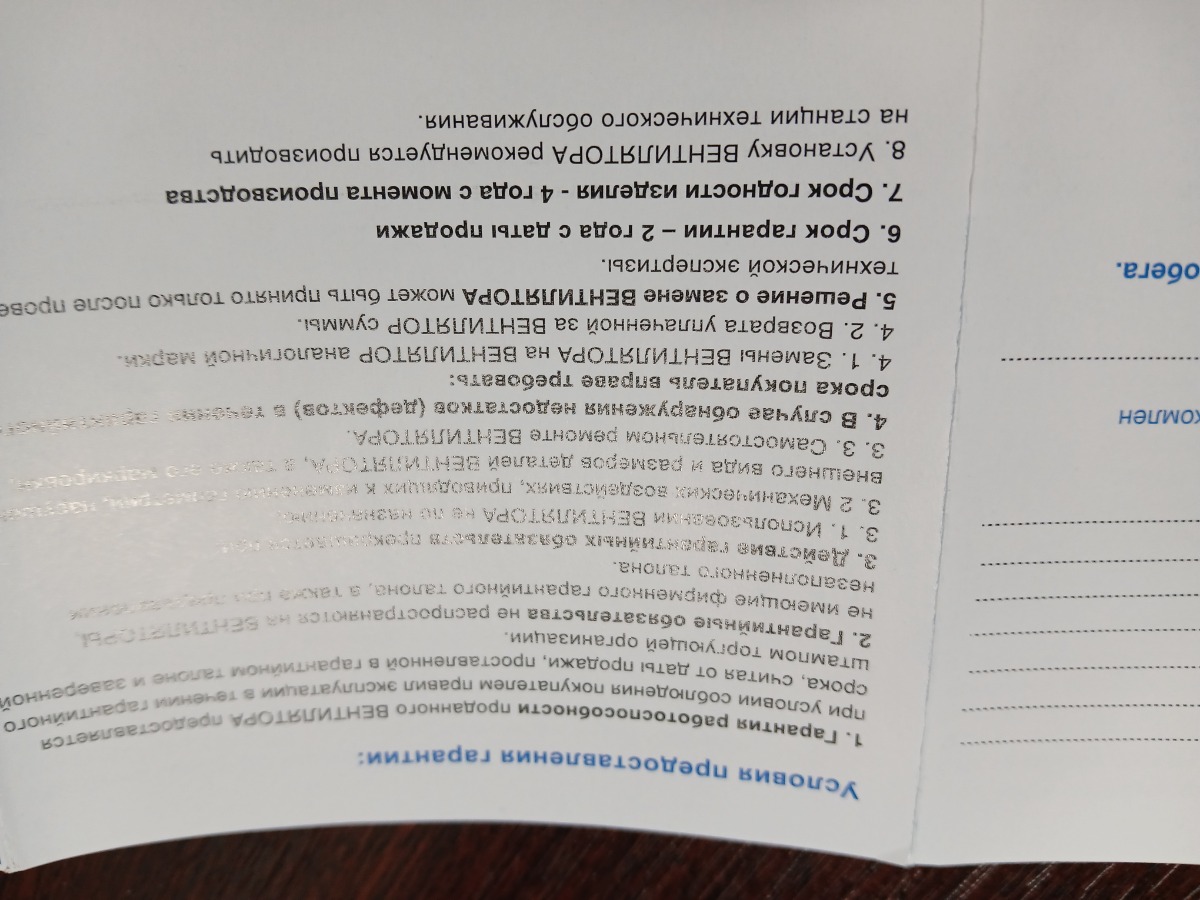 Условия предоставления гарантии:
1. Гарантия работоспособности проданного ВЕНТИЛЯТОРА предоставляется
при условии соблюдения покупателем правил эксплуатации в течении гарантийного
срока, считая от даты продажи, проставленной в гарантийном талоне и заверенной
штампом торгующей организации.
2. Гарантийные обязательства не распространяются на ВЕНТИЛЯТОРЫ,
не имеющие фирменного гарантийного талона, а также при
незаполненного талона.
3. Действие гарантийных обязательств прекращается при:
3. 1. Использовании ВЕНТИЛЯТОРА не по назначению.
3. 2 Механических воздействиях, приводящих к изменению геометрии,
внешнего вида и размеров деталей ВЕНТИЛЯТОРА, а также его маркировки.
3. 3. Самостоятельном ремонте ВЕНТИЛЯТОРА.
4. В случае обнаружения недостатков (дефектов) в течение
срока покупатель вправе требовать:
4. 1. Замены ВЕНТИЛЯТОРА на ВЕНТИЛЯТОР аналогичной марки.
4. 2. Возврата уплаченной за ВЕНТИЛЯТОР суммы.
5. Решение о замене ВЕНТИЛЯТОРА может быть принято только после прове
технической экспертизы.
6. Срок гарантии – 2 года с даты продажи
7. Срок годности изделия - 4 года с момента производства
8. Установку ВЕНТИЛЯТОРА рекомендуется производить
на станции технического обслуживания.
комлен
обега.